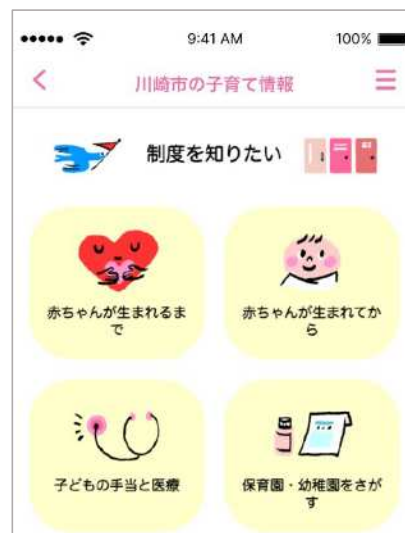 9:41 AM 100%
川崎市の子育て情報
制度を知りたい
赤ちゃんが生まれるま
で
赤ちゃんが生まれてか
ら
子どもの手当と医療
保育園・幼稚園をさが
す